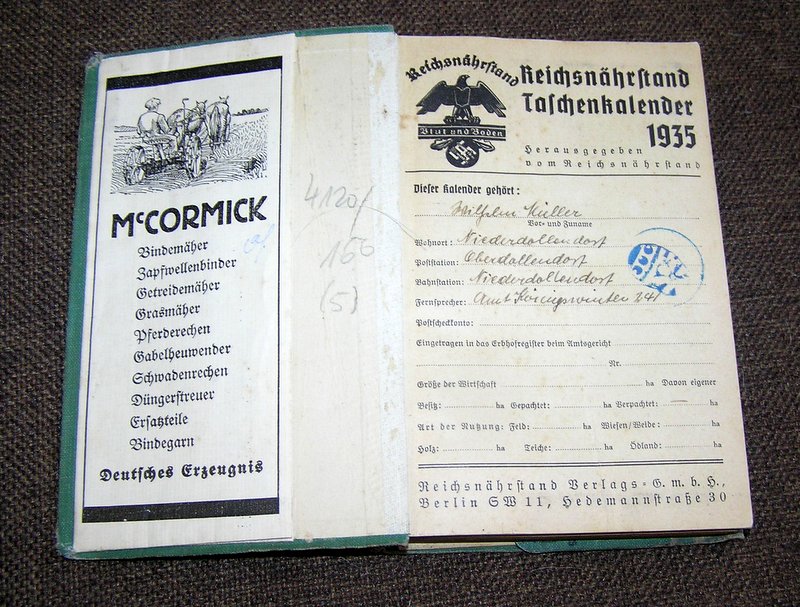 McCORMICK
Bindemäher
Zapfwellenbinder
Getreidemäher
Grasmäher
Pferderechen
Gabelheuwender
Schwadenrechen
Düngerstreuer
Ersatzteile
Bindegarn
Deutsches Erzeugnis
4120/
150
(5)
Reichsnährstand
Blut und Boden
Reichsnährstand
Taschenkalender
1935
Herausgegeben
vom Reichsnährstand
Dieser Kalender gehört:
Wilhelm Müller
Vor- und Zuname
Wohnort: Niederdollendorf
Poststation: Oberdollendorf
Bahnstation: Niederdollendorf
Fernsprecher: Amt Königswinter 241
Postscheckkonto:
Eingetragen in das Erbhofregister beim Amtsgericht
Nr.
Größe der Wirtschaft ha Davon eigener
Besitz: ha Gepachtet: ha Verpachtet: ha
Art der Nutzung: Feld: ha Wiesen/Weide: ha
Holz: ha Teiche: ha Ödland: ha
Reichsnährstand Verlags-G.m.b.H.,
Berlin SW 11, Hedemannstraße 30